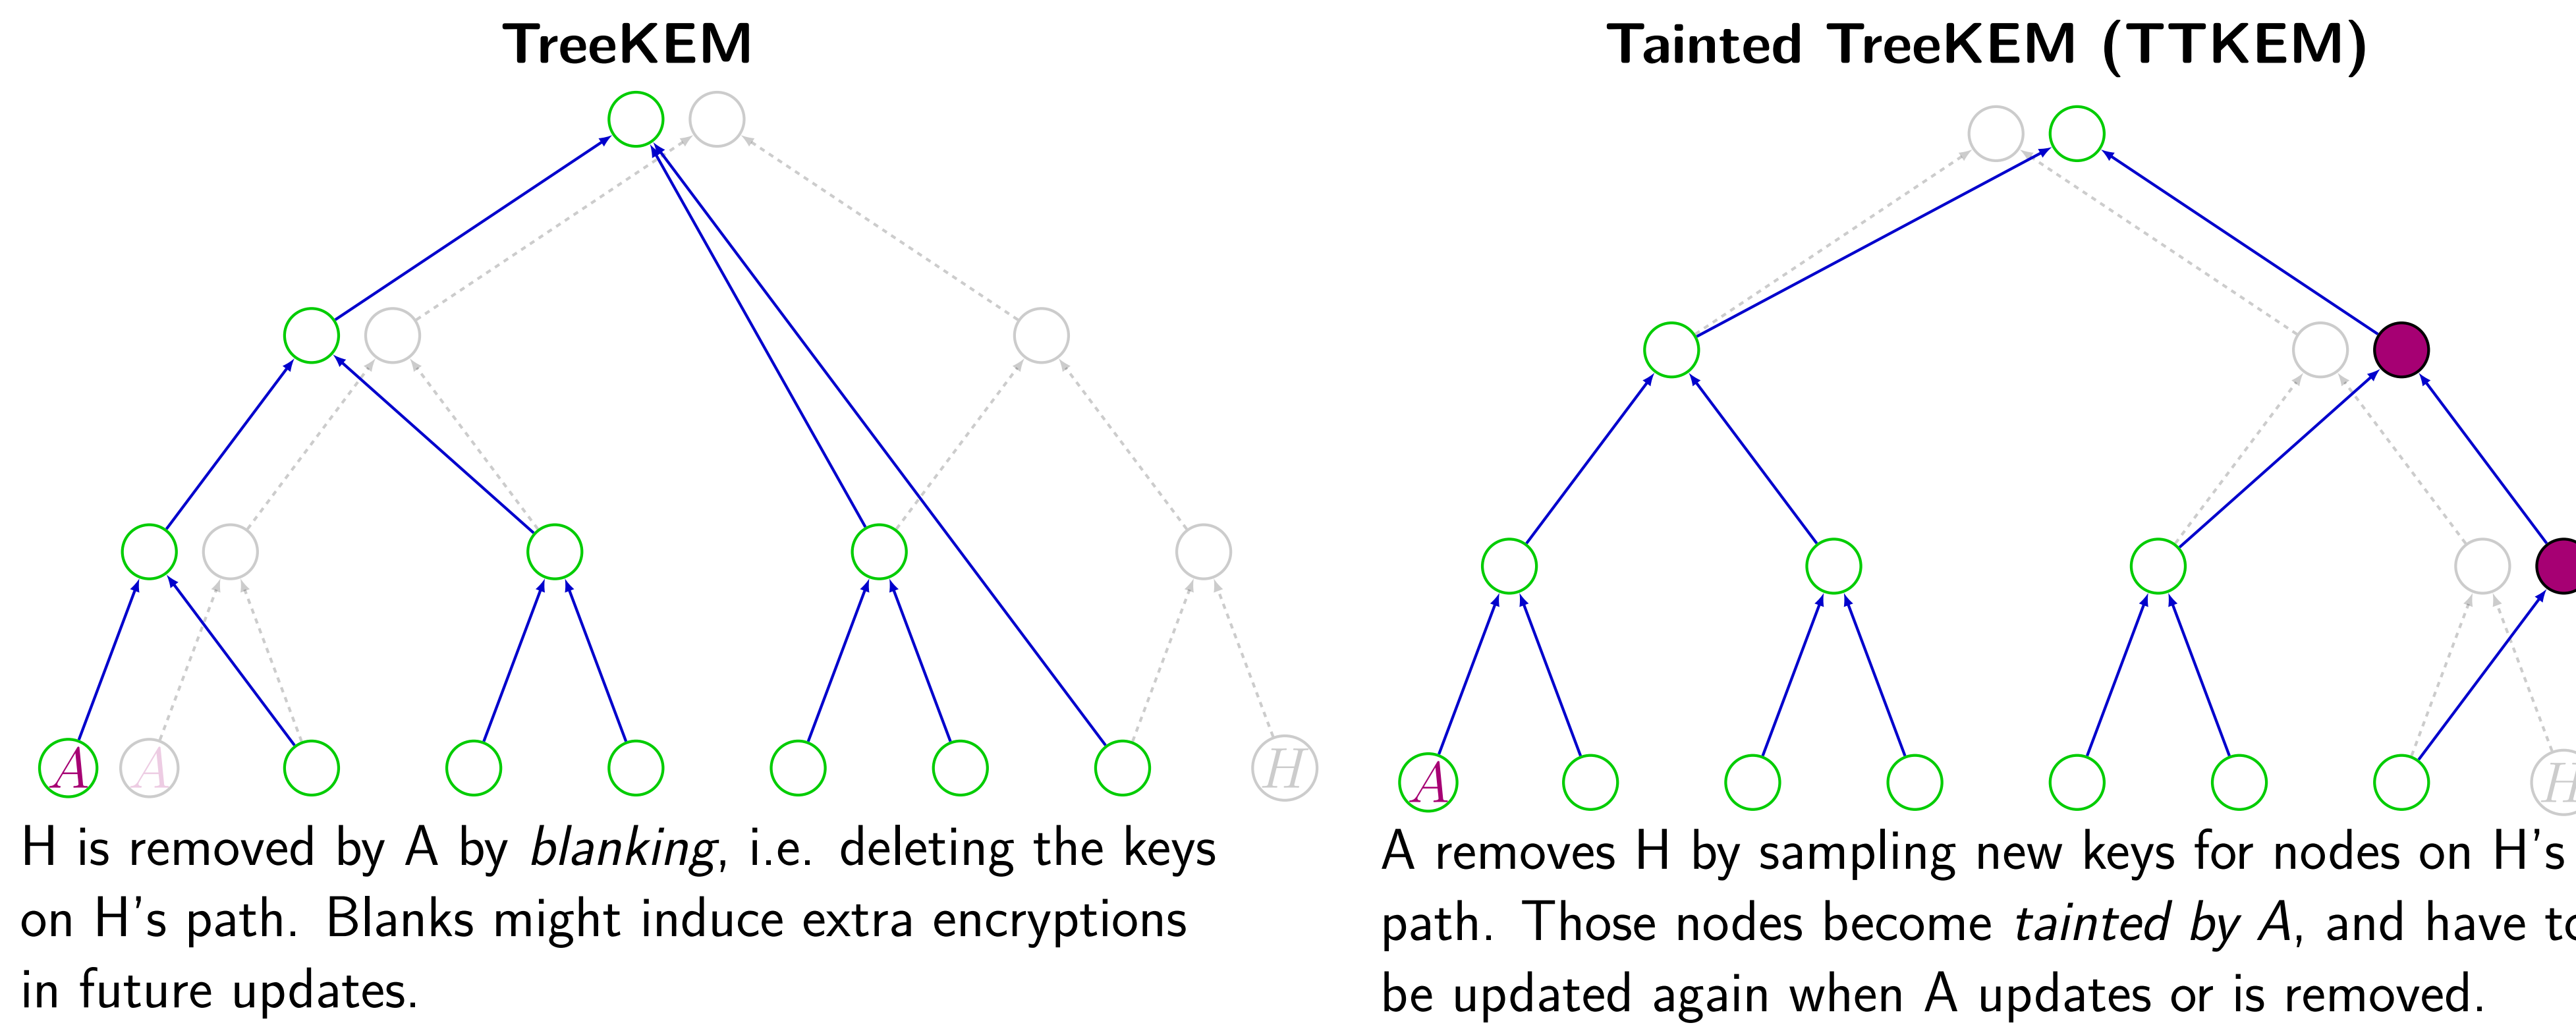 TreeKEM
A
A
H
H is removed by A by blanking, i.e. deleting the keys
on H's path. Blanks might induce extra encryptions
in future updates.
Tainted TreeKEM (TTKEM)
A
H
A removes H by sampling new keys for nodes on H's
path. Those nodes become tainted by A, and have to
be updated again when A updates or is removed.